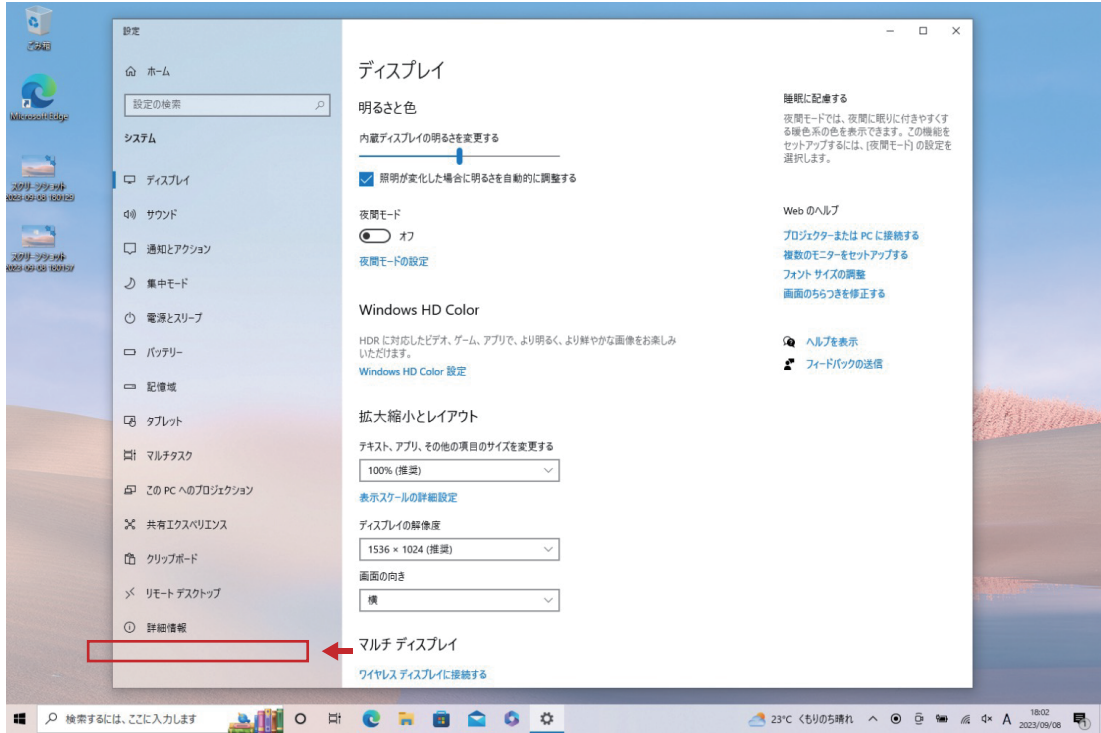 ごみ箱
Microsoft Edge
スクリーンショット
2023-09-08 180129
スクリーンショット
2023-09-08 180157
設定
ホーム
設定の検索
システム
ディスプレイ
サウンド
通知とアクション
集中モード
電源とスリープ
バッテリー
記憶域
タブレット
マルチタスク
この PC へのプロジェクション
共有エクスペリエンス
クリップボード
リモート デスクトップ
詳細情報
ディスプレイ
明るさと色
内蔵ディスプレイの明るさを変更する
照明が変化した場合に明るさを自動的に調整する
夜間モード
オフ
夜間モードの設定
Windows HD Color
HDR に対応したビデオ、ゲーム、アプリで、より明るく、より鮮やかな画像をお楽しみ
いただけます。
Windows HD Color 設定
拡大縮小とレイアウト
テキスト、アプリ、その他の項目のサイズを変更する
100% (推奨)
表示スケールの詳細設定
ディスプレイの解像度
1536 × 1024 (推奨)
画面の向き
横
マルチ ディスプレイ
ワイヤレス ディスプレイに接続する
睡眠に配慮する
夜間モードでは、夜間に眠りに付きやすくす
る暖色系の色を表示できます。この機能を
セットアップするには、[夜間モード] の設定を
選択します。
Web のヘルプ
プロジェクターまたは PC に接続する
複数のモニターをセットアップする
フォント サイズの調整
画面のちらつきを修正する
ヘルプを表示
フィードバックの送信
検索するには、ここに入力します
23°C くもりのち晴れ
A
18:02
2023/09/08
1